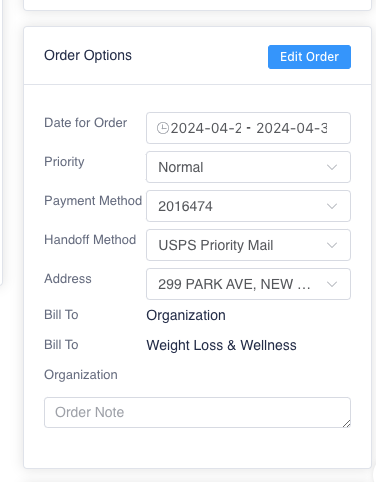 Order Options
Edit Order
Date for Order
2024-04-2 - 2024-04-3
Priority
Normal
Payment Method
2016474
Handoff Method
USPS Priority Mail
Address
299 PARK AVE, NEW ...
Bill To
Organization
Bill To
Weight Loss & Wellness
Organization
Order Note